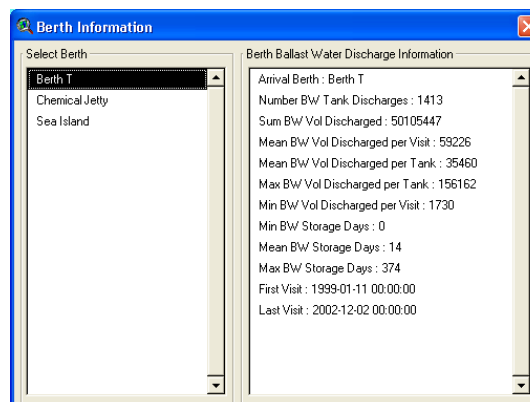 Berth Information
Select Berth
Berth T
Chemical Jetty
Sea Island
Berth Ballast Water Discharge Information
Arrival Berth : Berth T
Number BW Tank Discharges : 1413
Sum BW Vol Discharged : 50105447
Mean BW Vol Discharged per Visit : 59226
Mean BW Vol Discharged per Tank : 35460
Max BW Vol Discharged per Tank : 156162
Min BW Vol Discharged per Visit : 1730
Min BW Storage Days : 0
Mean BW Storage Days : 14
Max BW Storage Days : 374
First Visit : 1999-01-11 00:00:00
Last Visit : 2002-12-02 00:00:00